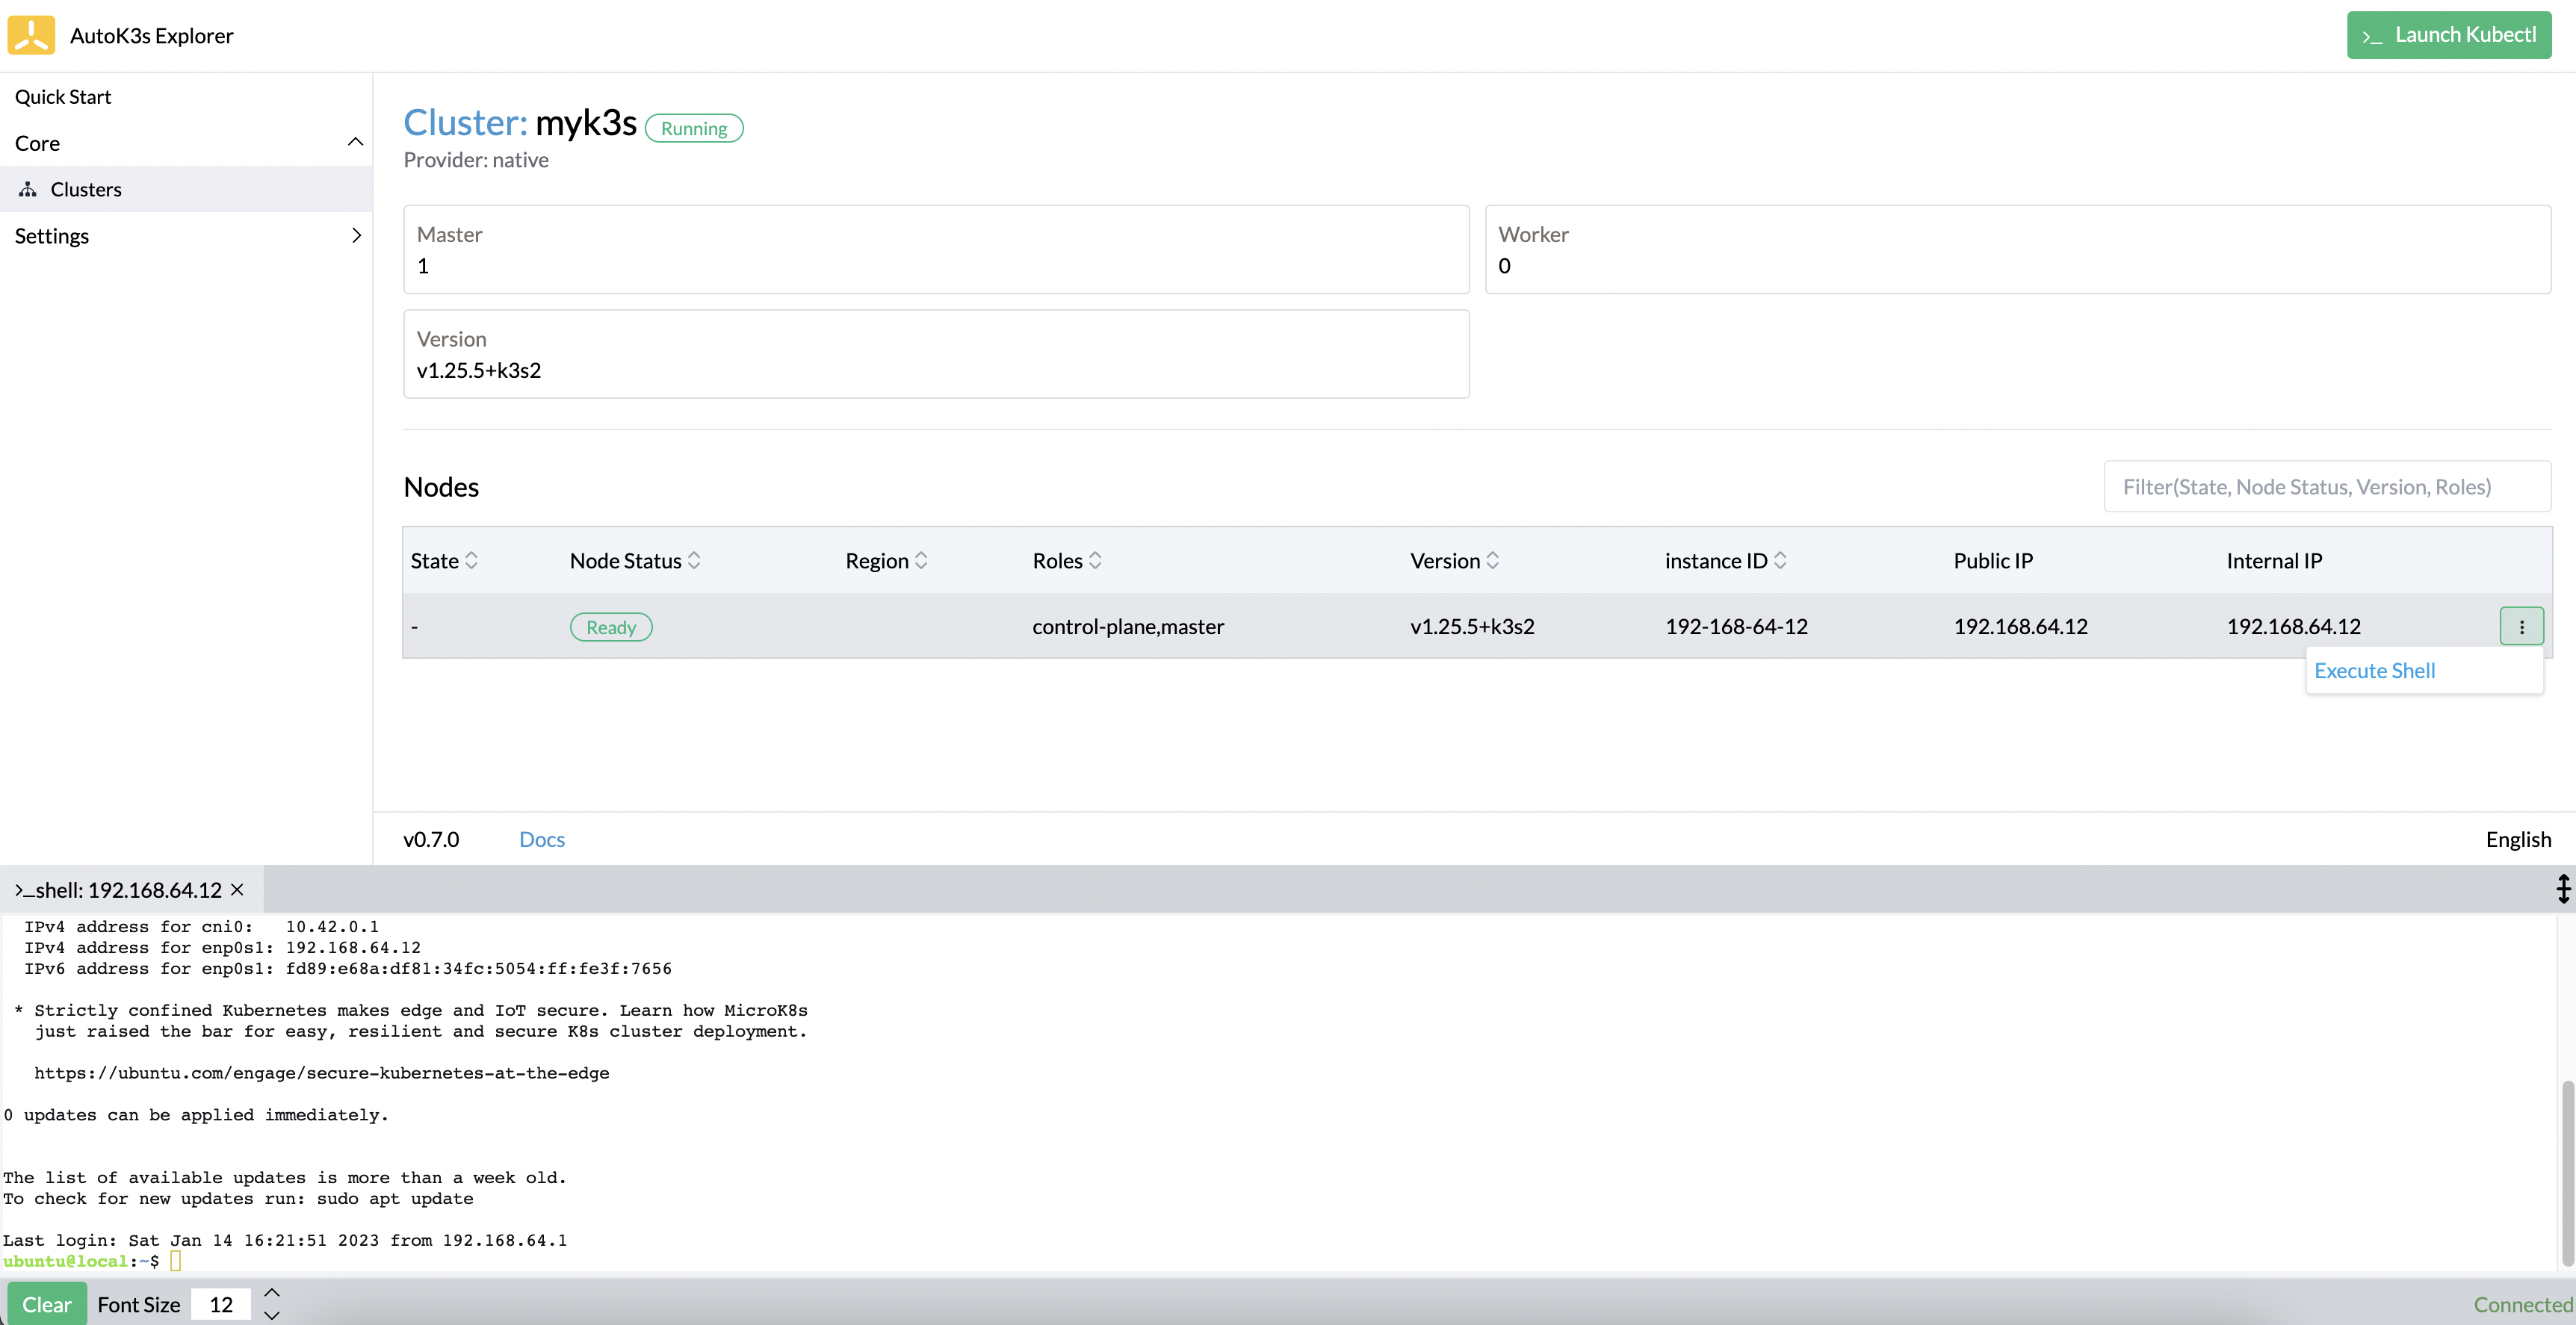 AutoK3s Explorer
>_ Launch Kubectl
Quick Start
Core
Clusters
Settings
Cluster: myk3s Running
Provider: native
Master
1
Worker
0
Version
v1.25.5+k3s2
Nodes
Filter(State, Node Status, Version, Roles)
State Node Status Region Roles Version instance ID Public IP Internal IP
- Ready control-plane,master v1.25.5+k3s2 192-168-64-12 192.168.64.12 192.168.64.12
Execute Shell
v0.7.0 Docs English
>_shell: 192.168.64.12
IPv4 address for cni0: 10.42.0.1
IPv4 address for enp0s1: 192.168.64.12
IPv6 address for enp0s1: fd89:e68a:df81:34fc:5054:ff:fe3f:7656
* Strictly confined Kubernetes makes edge and IoT secure. Learn how MicroK8s
just raised the bar for easy, resilient and secure K8s cluster deployment.
https://ubuntu.com/engage/secure-kubernetes-at-the-edge
0 updates can be applied immediately.
The list of available updates is more than a week old.
To check for new updates run: sudo apt update
Last login: Sat Jan 14 16:21:51 2023 from 192.168.64.1
ubuntu@local:~$
Clear Font Size 12 Connected